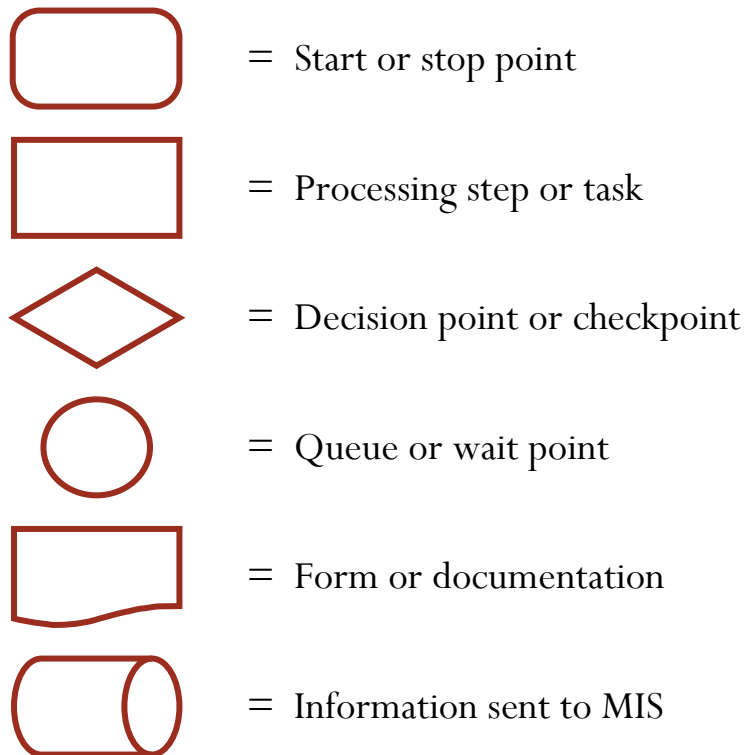 = Start or stop point
= Processing step or task
= Decision point or checkpoint
= Queue or wait point
= Form or documentation
= Information sent to MIS